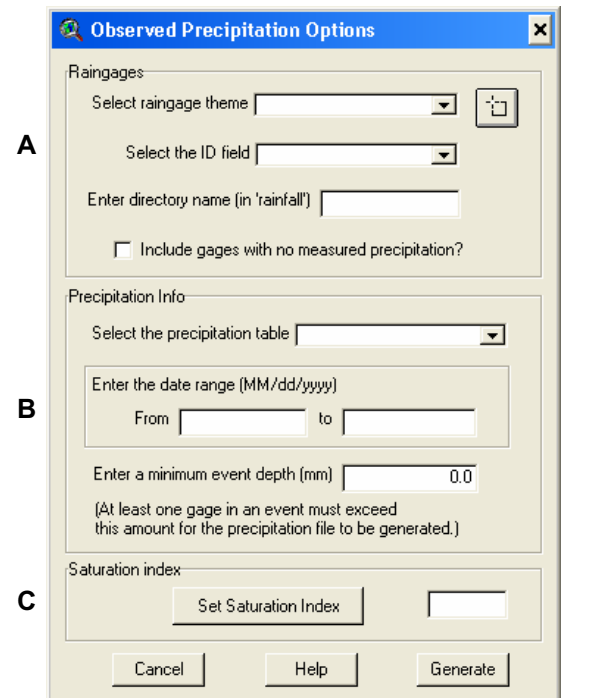 Observed Precipitation Options
Raingages
Select raingage theme
A
Select the ID field
Enter directory name (in 'rainfall')
Include gages with no measured precipitation?
Precipitation Info
Select the precipitation table
Enter the date range (MM/dd/yyyy)
B
From to
Enter a minimum event depth (mm) 0.0
(At least one gage in an event must exceed
this amount for the precipitation file to be generated.)
Saturation index
C
Set Saturation Index
Cancel Help Generate